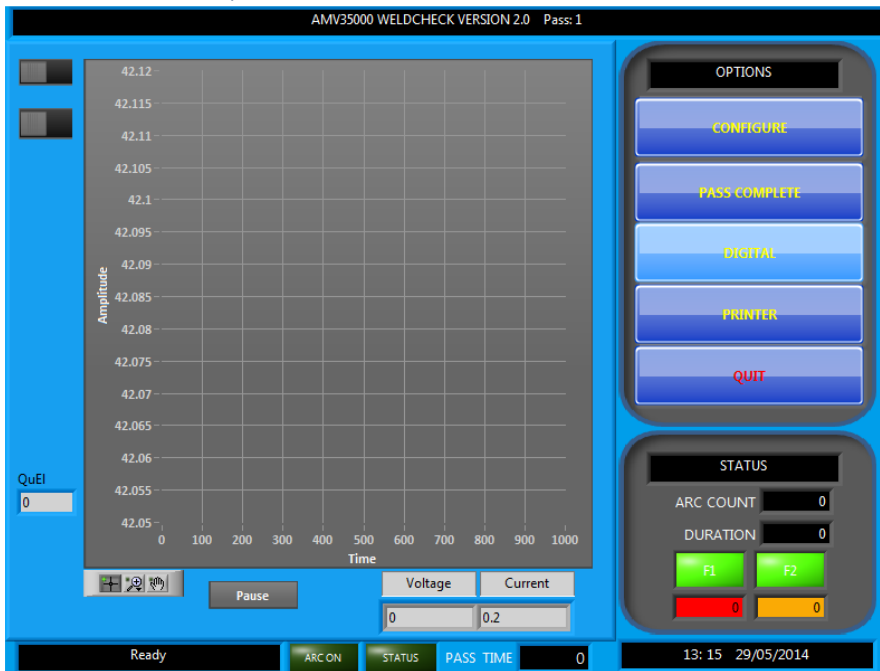 AMV35000 WELDCHECK VERSION 2.0 Pass: 1
42.12
42.115
42.11
42.105
42.1
42.095
42.09
42.085
42.08
42.075
42.07
42.065
42.06
42.055
42.05
Amplitude
0 100 200 300 400 500 600 700 800 900 1000
Time
QuEI
0
Pause
Voltage Current
0 0.2
OPTIONS
CONFIGURE
PASS COMPLETE
DIGITAL
PRINTER
QUIT
STATUS
ARC COUNT 0
DURATION 0
F1 F2
0 0
Ready ARC ON STATUS PASS TIME 0 13: 15 29/05/2014